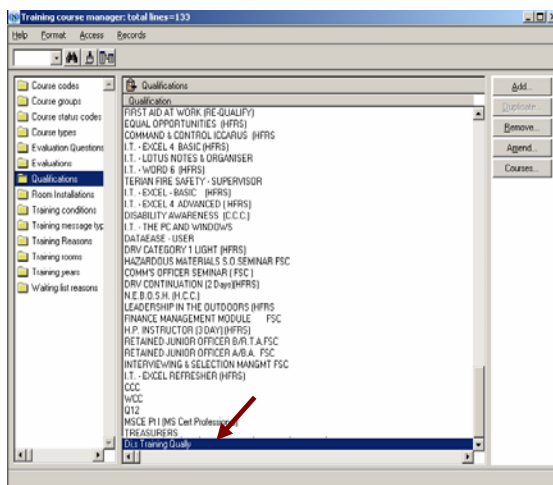 Training course manager: total lines=133
Help Format Access Records
Course codes
Course groups
Course status codes
Course types
Evaluation Questions
Evaluations
Qualifications
Room Installations
Training conditions
Training message typ
Training Reasons
Training rooms
Training years
Waiting list reasons
Qualifications
Qualification
FIRST AID AT WORK (RE-QUALIFY)
EQUAL OPPORTUNITIES (HFRS)
COMMAND & CONTROL ICCARUS (HFRS
I.T. - EXCEL 4 BASIC (HFRS)
I.T. - LOTUS NOTES & ORGANISER
I.T. - WORD 6 (HFRS)
TERIAN FIRE SAFETY - SUPERVISOR
I.T. - EXCEL - BASIC (HFRS)
I.T. - EXCEL 4 ADVANCED ( HFRS)
DISABILITY AWARENESS (C.C.C.)
I.T. - THE PC AND WINDOWS
DATAEASE - USER
DRV CATEGORY 1 LIGHT (HFRS)
HAZARDOUS MATERIALS S.O.SEMINAR FSC
COMM'S OFFICER SEMINAR ( FSC )
DRV CONTINUATION (2 Days)(HFRS)
N.E.B.O.S.H. (H.C.C.)
LEADERSHIP IN THE OUTDOORS (HFRS
FINANCE MANAGEMENT MODULE FSC
H.P. INSTRUCTOR (3DAY)(HFRS)
RETAINED JUNIOR OFFICER B/R.T.A.FSC
RETAINED JUNIOR OFFICER A/B.A. FSC
INTERVIEWING & SELECTION MANGMT FSC
I.T. - EXCEL REFRESHER (HFRS)
CCC
WCC
Q12
MSCE Pt I (MS Cert Professional)
TREASURERS
Di,s Training Qually
Add...
Duplicate...
Remove...
Amend...
Courses...